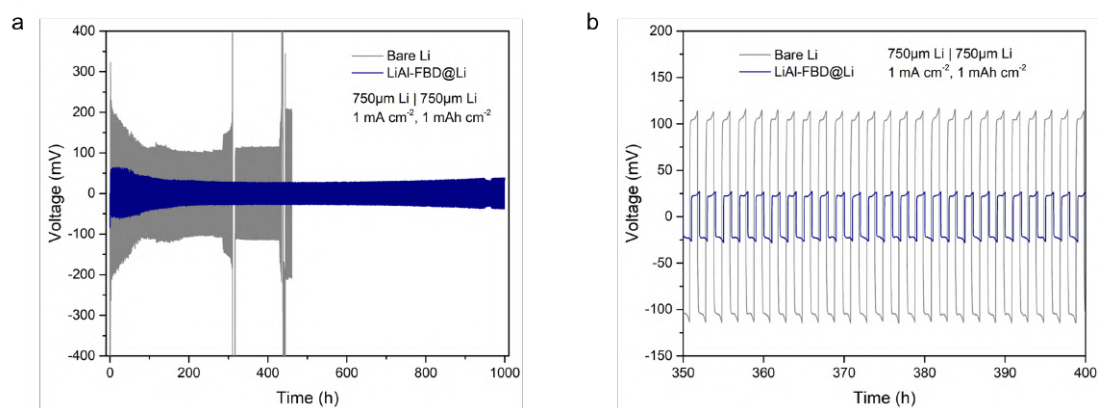 a
400
300
200
100
0
-100
-200
-300
-400
Voltage (mV)
Bare Li
LiAl-FBD@Li
750μm Li | 750μm Li
1 mA cm⁻², 1 mAh cm⁻²
0 200 400 600 800 1000
Time (h)
b
200
150
100
50
0
-50
-100
-150
Voltage (mV)
Bare Li 750μm Li | 750μm Li
LiAl-FBD@Li 1 mA cm⁻², 1 mAh cm⁻²
350 360 370 380 390 400
Time (h)